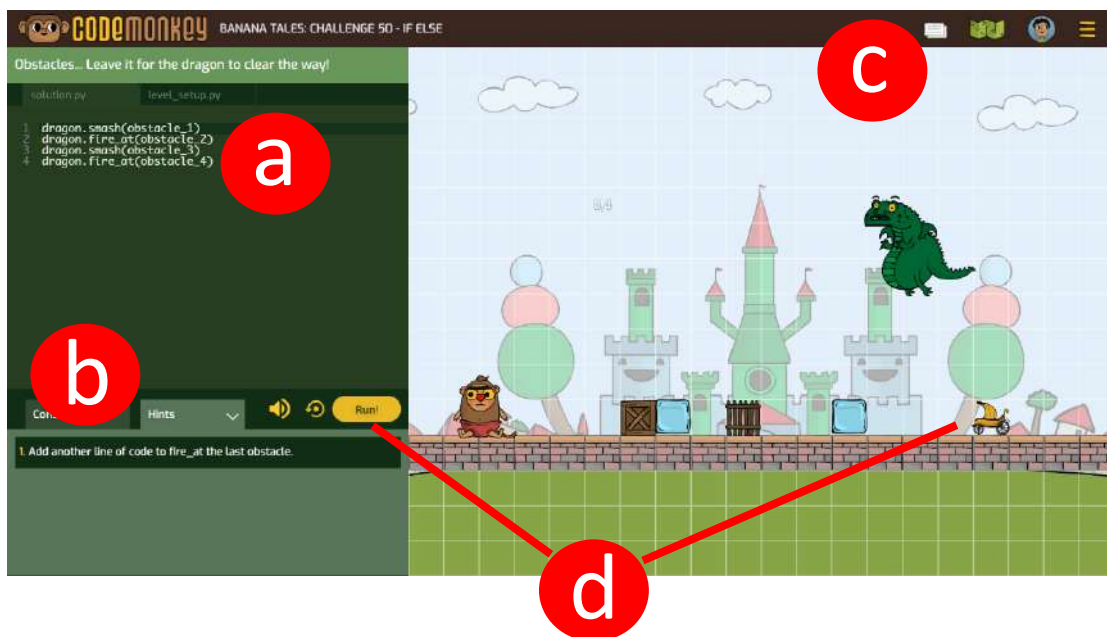 CODEMONKEY BANANA TALES: CHALLENGE 50 - IF ELSE
Obstacles... Leave it for the dragon to clear the way!
solution.py level_setup.py
1 dragon.smash(obstacle_1)
2 dragon.fire_at(obstacle_2)
3 dragon.smash(obstacle_3)
4 dragon.fire_at(obstacle_4)
a
b
c
Hints
Run!
1. Add another line of code to fire_at the last obstacle.
d